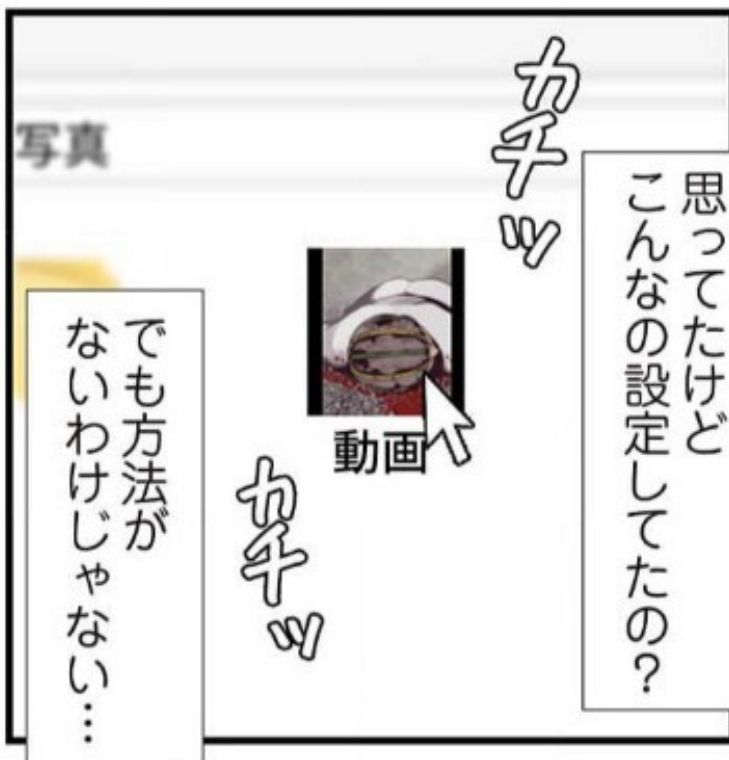 思ってたけど
こんなの設定してたの？
カチッ
写真
動画
カチッ
でも方法が
ないわけじゃない…